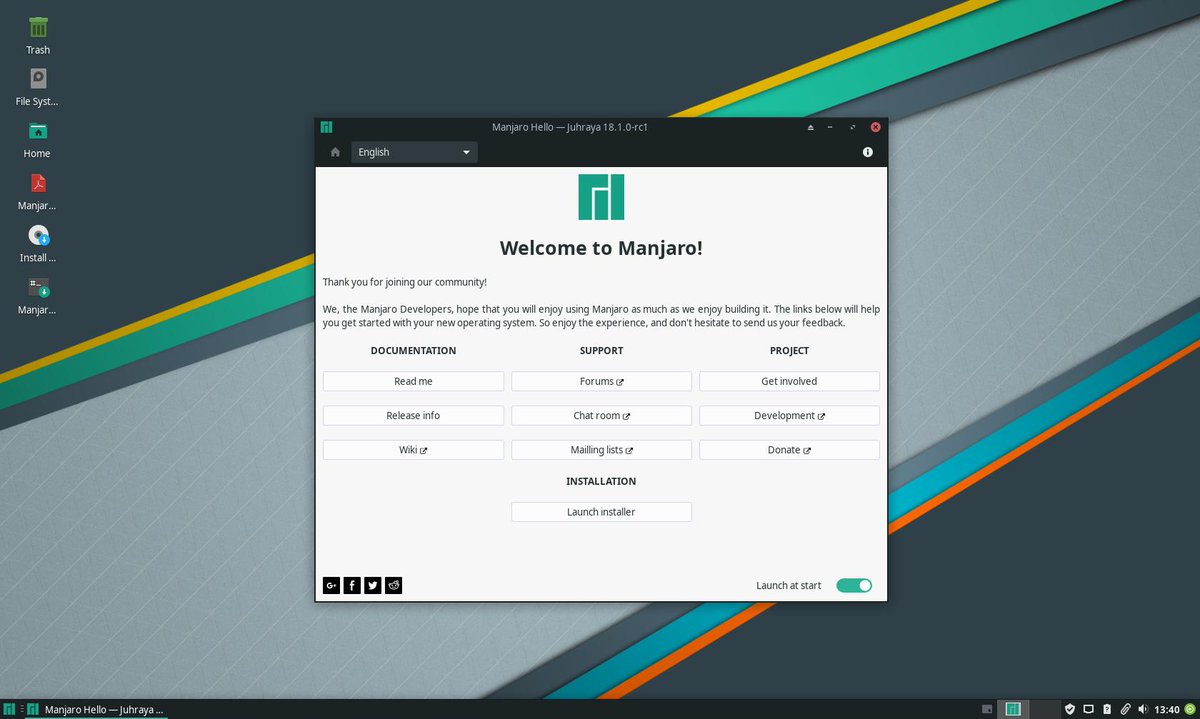 Trash
File Syst...
Home
Manjar...
Install ...
Manjar...
Manjaro Hello — Juhraya 18.1.0-rc1
English
Welcome to Manjaro!
Thank you for joining our community!
We, the Manjaro Developers, hope that you will enjoy using Manjaro as much as we enjoy building it. The links below will help
you get started with your new operating system. So enjoy the experience, and don't hesitate to send us your feedback.
DOCUMENTATION SUPPORT PROJECT
Read me Forums Get involved
Release info Chat room Development
Wiki Mailling lists Donate
INSTALLATION
Launch installer
Launch at start
Manjaro Hello — Juhraya ...
13:40